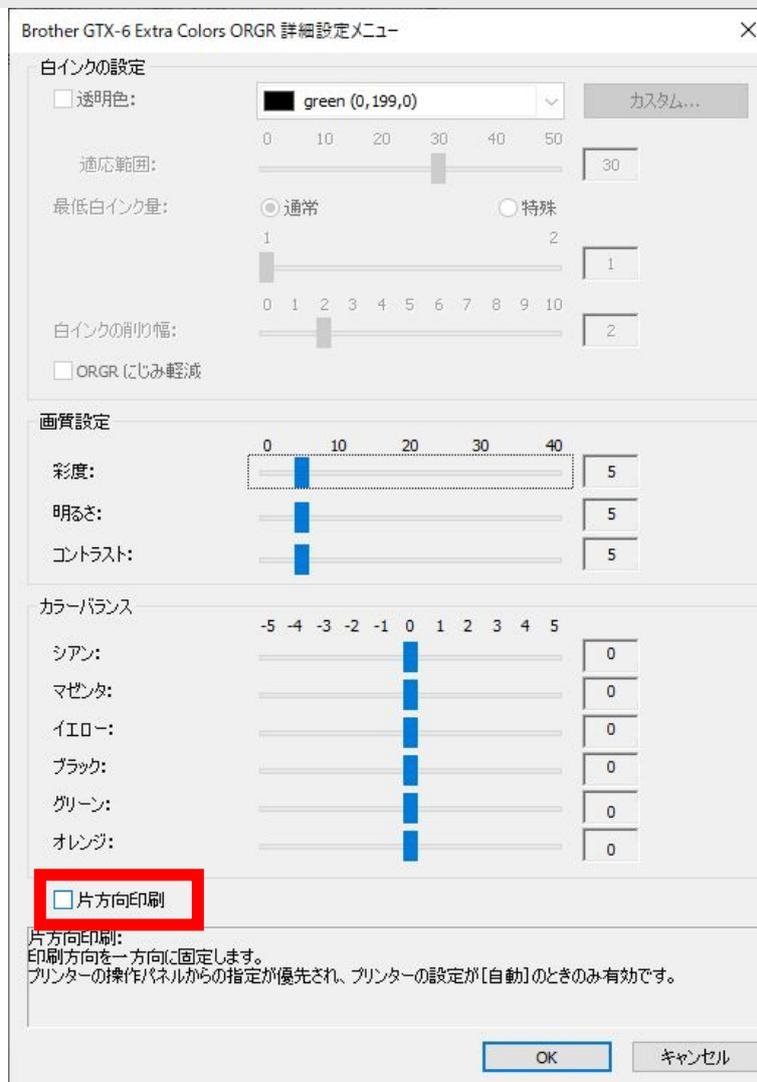 Brother GTX-6 Extra Colors ORGR 詳細設定メニュー
白インクの設定
透明色:
green (0,199,0)
カスタム...
0 10 20 30 40 50
適応範囲:
30
最低白インク量:
通常
特殊
1 2
1
0 1 2 3 4 5 6 7 8 9 10
白インクの削り幅:
2
ORGR にじみ軽減
画質設定
0 10 20 30 40
彩度:
5
明るさ:
5
コントラスト:
5
カラーバランス
-5 -4 -3 -2 -1 0 1 2 3 4 5
シアン:
0
マゼンタ:
0
イエロー:
0
ブラック:
0
グリーン:
0
オレンジ:
0
片方向印刷
片方向印刷:
印刷方向を一方向に固定します。
プリンターの操作パネルからの指定が優先され、プリンターの設定が[自動]のときのみ有効です。
OK
キャンセル